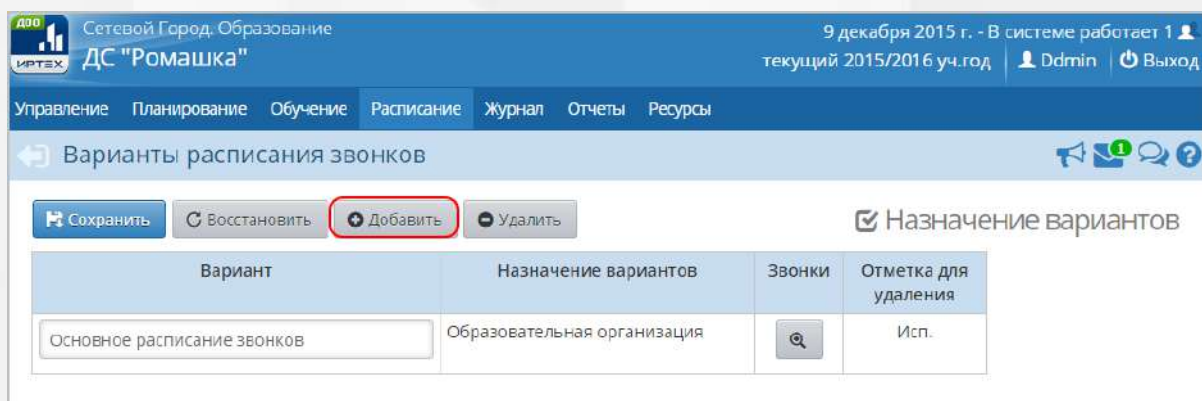 ДОО
ИРТЕХ
Сетевой Город. Образование
ДС "Ромашка"
9 декабря 2015 г. - В системе работает 1
текущий 2015/2016 уч.год Ddmin Выход
Управление Планирование Обучение Расписание Журнал Отчеты Ресурсы
Варианты расписания звонков
1
Сохранить Восстановить Добавить Удалить Назначение вариантов
Вариант Назначение вариантов Звонки Отметка для
удаления
Основное расписание звонков Образовательная организация Исп.